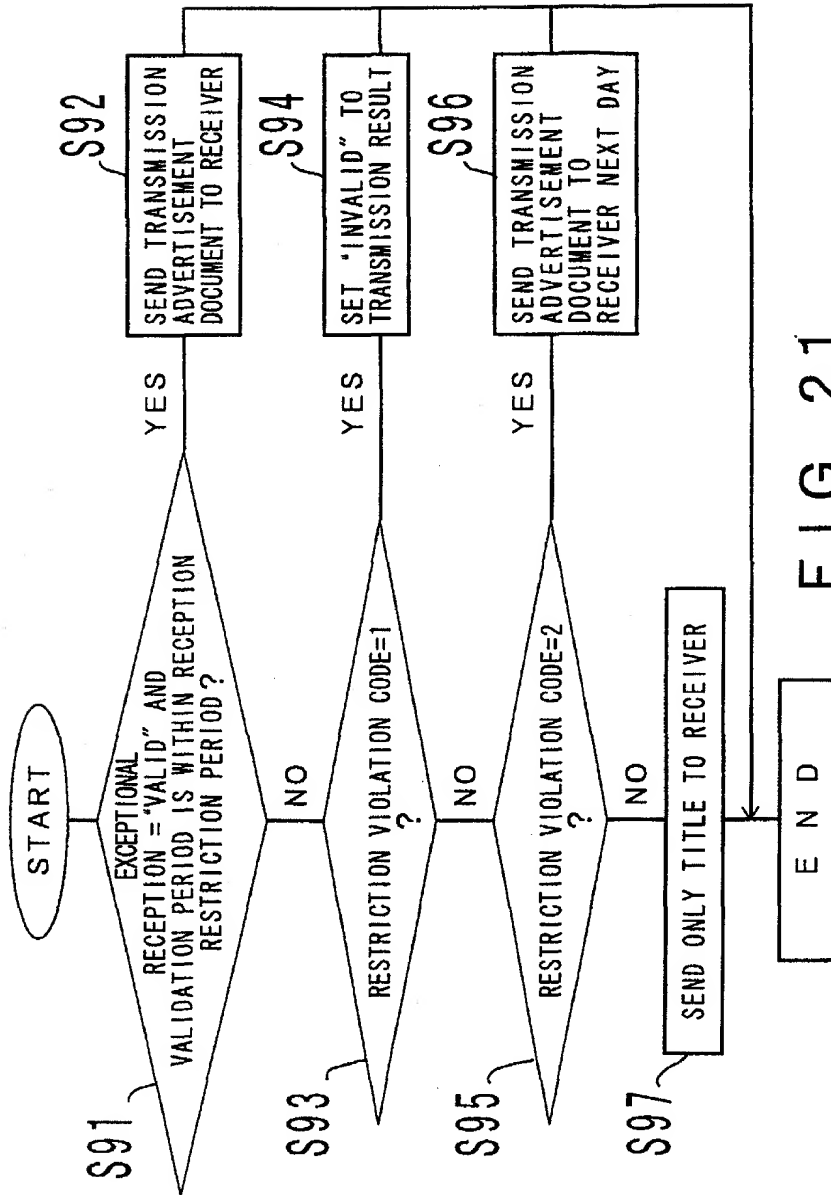 START
EXCEPTIONAL
RECEPTION = "VALID" AND
VALIDATION PERIOD IS WITHIN RECEPTION
RESTRICTION PERIOD?
S91
YES
SEND TRANSMISSION
ADVERTISEMENT
DOCUMENT TO RECEIVER
S92
NO
RESTRICTION VIOLATION CODE=1
?
S93
YES
SET "INVALID" TO
TRANSMISSION RESULT
S94
NO
RESTRICTION VIOLATION CODE=2
?
S95
YES
SEND TRANSMISSION
ADVERTISEMENT
DOCUMENT TO
RECEIVER NEXT DAY
S96
NO
SEND ONLY TITLE TO RECEIVER
S97
END
FIG. 21